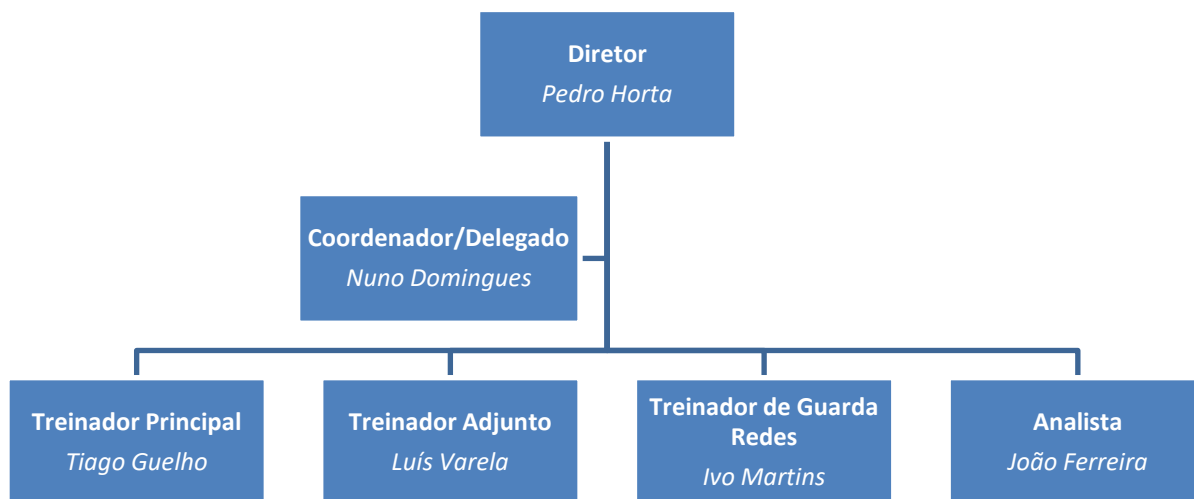 Diretor
Pedro Horta
Coordenador/Delegado
Nuno Domingues
Treinador Principal
Tiago Guelho
Treinador Adjunto
Luís Varela
Treinador de Guarda
Redes
Ivo Martins
Analista
João Ferreira